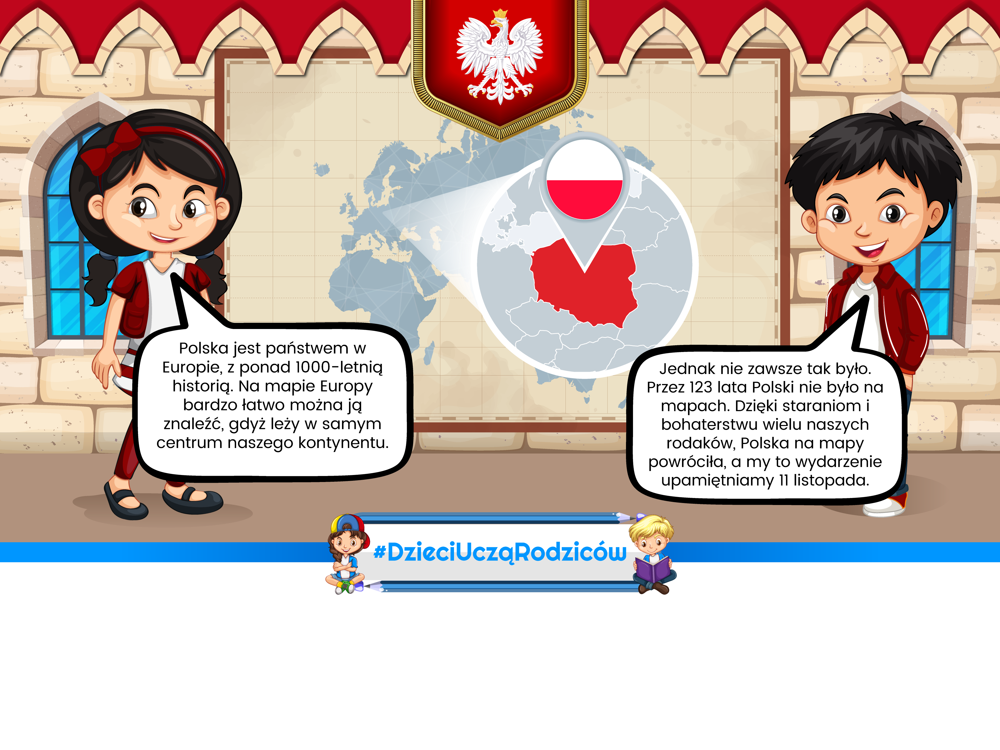 Polska jest państwem w
Europie, z ponad 1000-letnią
historią. Na mapie Europy
bardzo łatwo można ją
znaleźć, gdyż leży w samym
centrum naszego kontynentu.
Jednak nie zawsze tak było.
Przez 123 lata Polski nie było na
mapach. Dzięki staraniom i
bohaterstwu wielu naszych
rodaków, Polska na mapy
powróciła, a my to wydarzenie
upamiętniamy 11 listopada.
#DzieciUcząRodziców